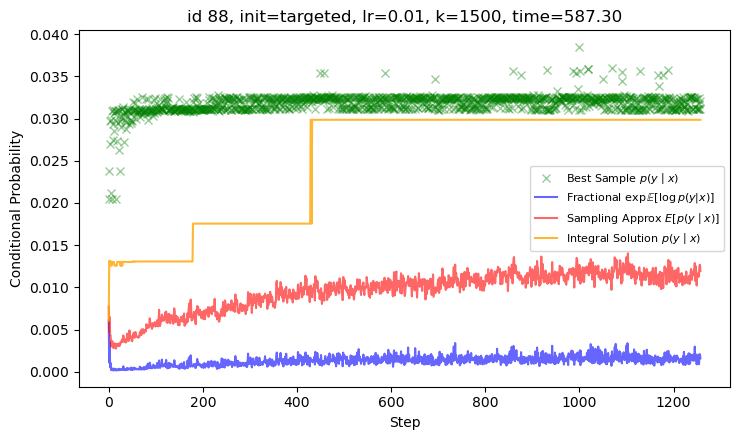 id 88, init=targeted, lr=0.01, k=1500, time=587.30
Conditional Probability
0.040
0.035
0.030
0.025
0.020
0.015
0.010
0.005
0.000
Best Sample p(y | x)
Fractional exp𝔼[log p(y|x)]
Sampling Approx E[p(y | x)]
Integral Solution p(y | x)
0 200 400 600 800 1000 1200
Step